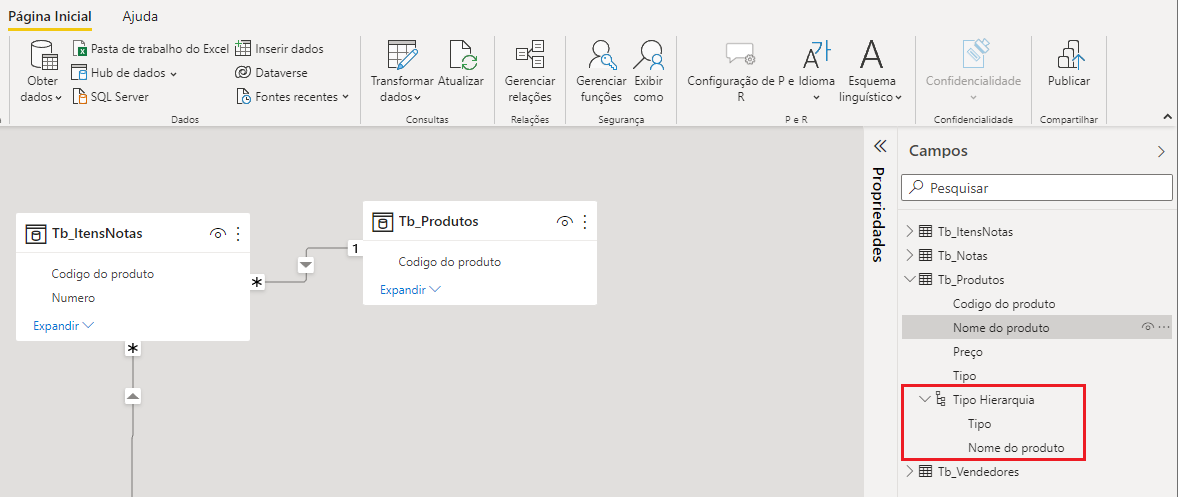 Página Inicial
Ajuda
Obter dados
Pasta de trabalho do Excel
Hub de dados
SQL Server
Inserir dados
Dataverse
Fontes recentes
Dados
Transformar dados
Atualizar
Consultas
Gerenciar relações
Relações
Gerenciar funções
Exibir como
Segurança
Configuração de P e R
Idioma
Esquema linguístico
P e R
Confidencialidade
Confidencialidade
Publicar
Compartilhar
Tb_ItensNotas
Codigo do produto
Numero
Expandir
*
*
1
Tb_Produtos
Codigo do produto
Expandir
Propriedades
Campos
Pesquisar
Tb_ItensNotas
Tb_Notas
Tb_Produtos
Codigo do produto
Nome do produto
Preço
Tipo
Tipo Hierarquia
Tipo
Nome do produto
Tb_Vendedores